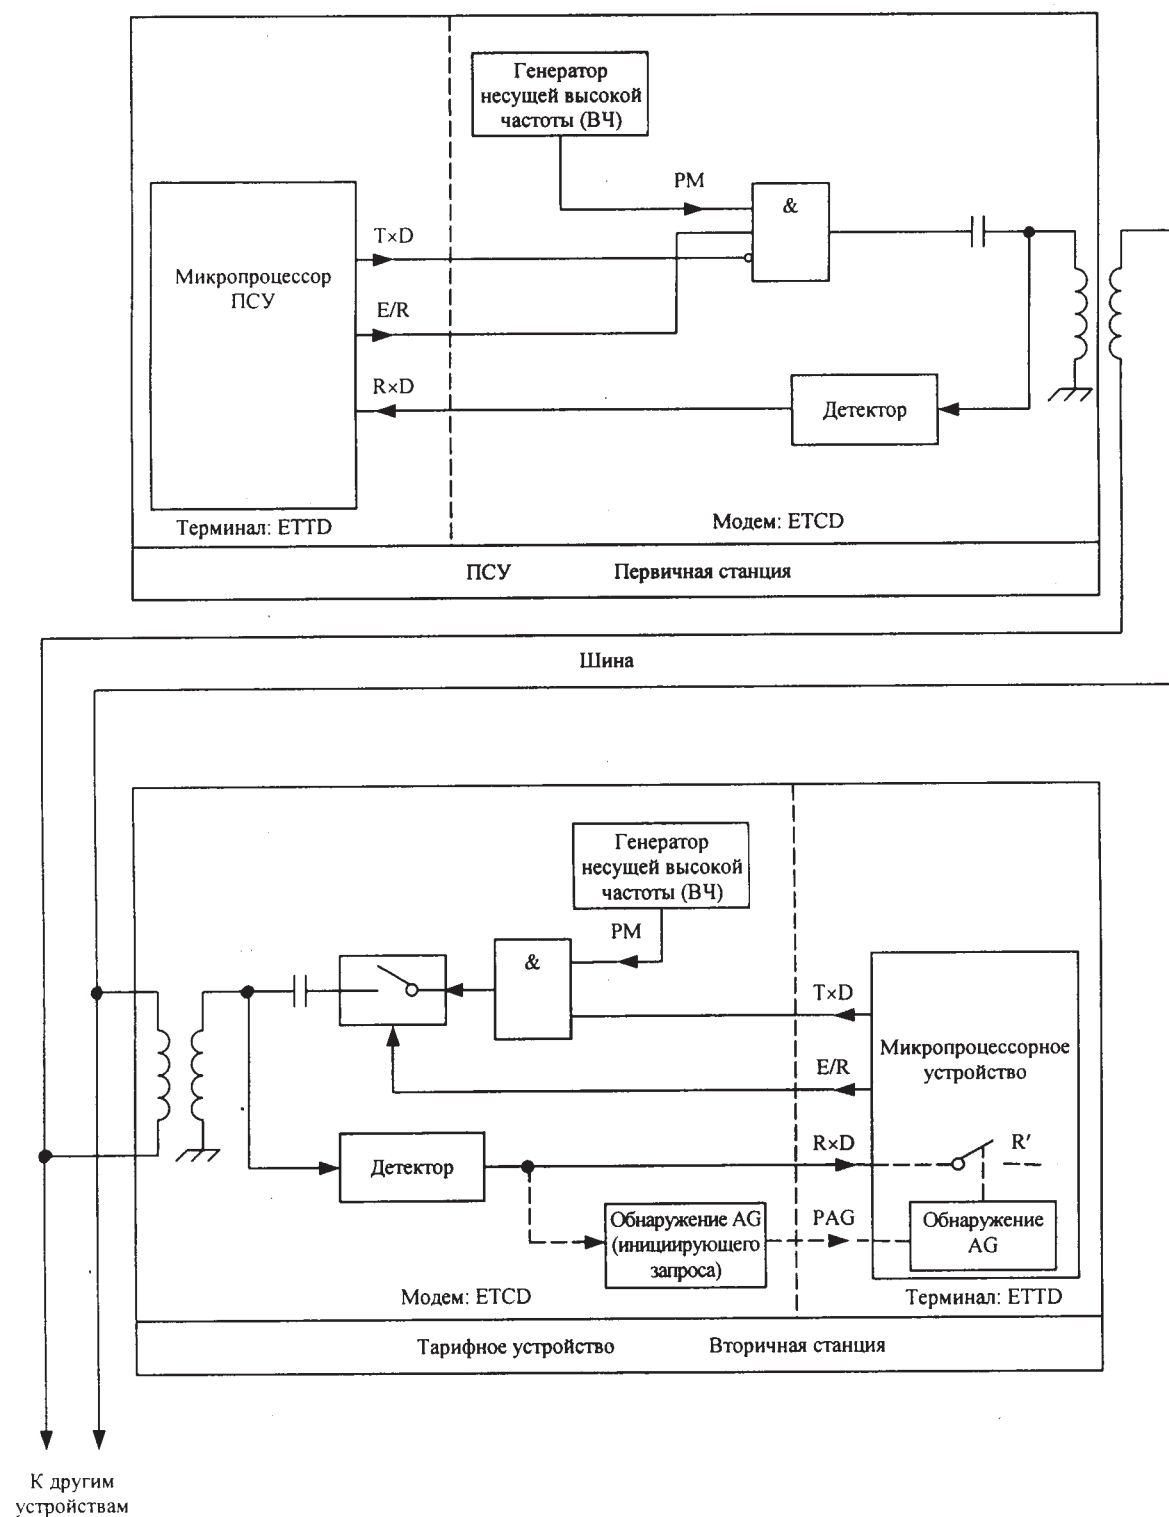 Генератор
несущей высокой
частоты (ВЧ)
PM
&
T×D
Микропроцессор
ПСУ
E/R
R×D
Детектор
Терминал: ETTD
Модем: ETCD
ПСУ
Первичная станция
Шина
Генератор
несущей высокой
частоты (ВЧ)
PM
&
T×D
Микропроцессорное
устройство
E/R
R×D
R′
Детектор
Обнаружение AG
(инициирующего
запроса)
PAG
Обнаружение
AG
Модем: ETCD
Терминал: ETTD
Тарифное устройство
Вторичная станция
К другим
устройствам